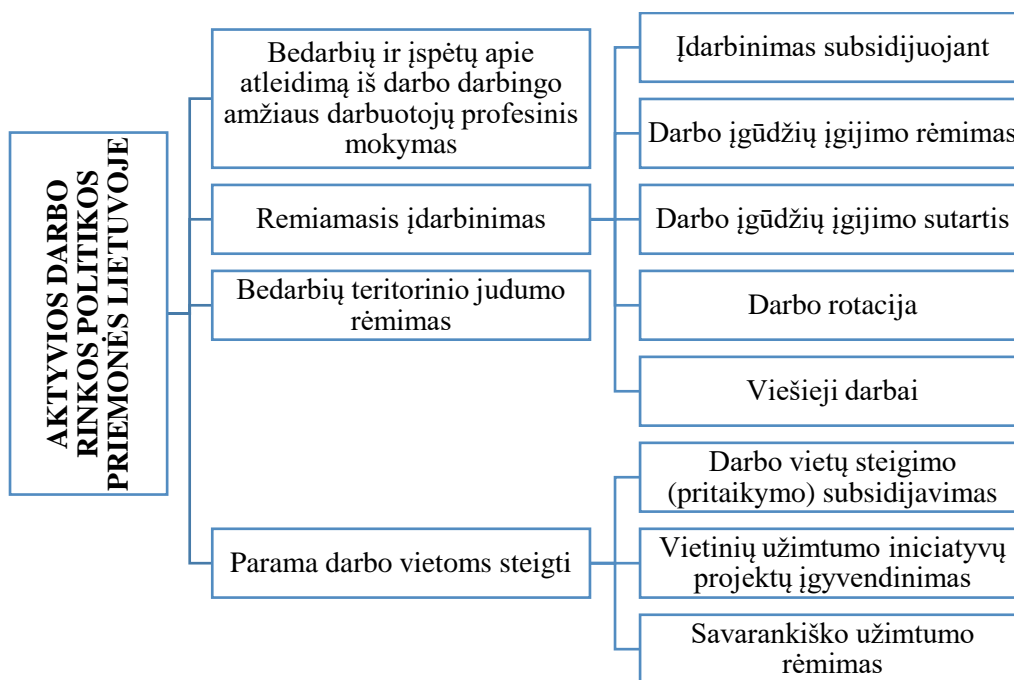 AKTYVIOS DARBO
RINKOS POLITIKOS
PRIEMONĖS LIETUVOJE
Bedarbių ir įspėtų apie
atleidimą iš darbo darbingo
amžiaus darbuotojų profesinis
mokymas
Remiamasis įdarbinimas
Įdarbinimas subsidijuojant
Darbo įgūdžių įgijimo rėmimas
Darbo įgūdžių įgijimo sutartis
Darbo rotacija
Viešieji darbai
Bedarbių teritorinio judumo
rėmimas
Parama darbo vietoms steigti
Darbo vietų steigimo
(pritaikymo) subsidijavimas
Vietinių užimtumo iniciatyvų
projektų įgyvendinimas
Savarankiško užimtumo
rėmimas